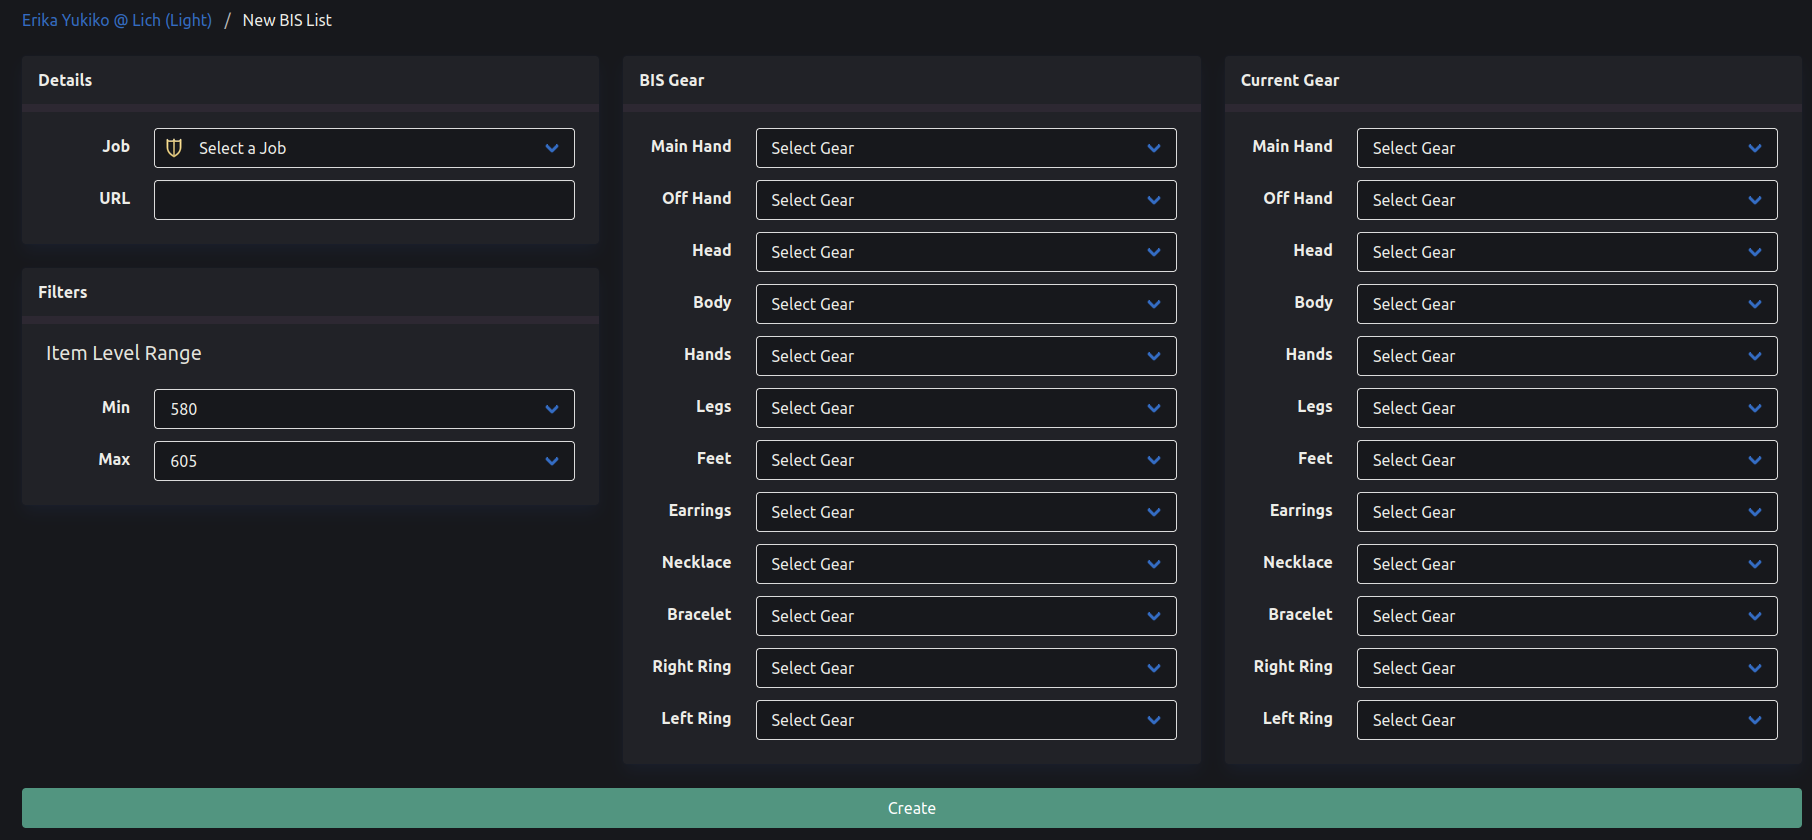 Erika Yukiko @ Lich (Light) / New BIS List
Details
Job Select a Job
URL
Filters
Item Level Range
Min 580
Max 605
BIS Gear
Main Hand Select Gear
Off Hand Select Gear
Head Select Gear
Body Select Gear
Hands Select Gear
Legs Select Gear
Feet Select Gear
Earrings Select Gear
Necklace Select Gear
Bracelet Select Gear
Right Ring Select Gear
Left Ring Select Gear
Current Gear
Main Hand Select Gear
Off Hand Select Gear
Head Select Gear
Body Select Gear
Hands Select Gear
Legs Select Gear
Feet Select Gear
Earrings Select Gear
Necklace Select Gear
Bracelet Select Gear
Right Ring Select Gear
Left Ring Select Gear
Create